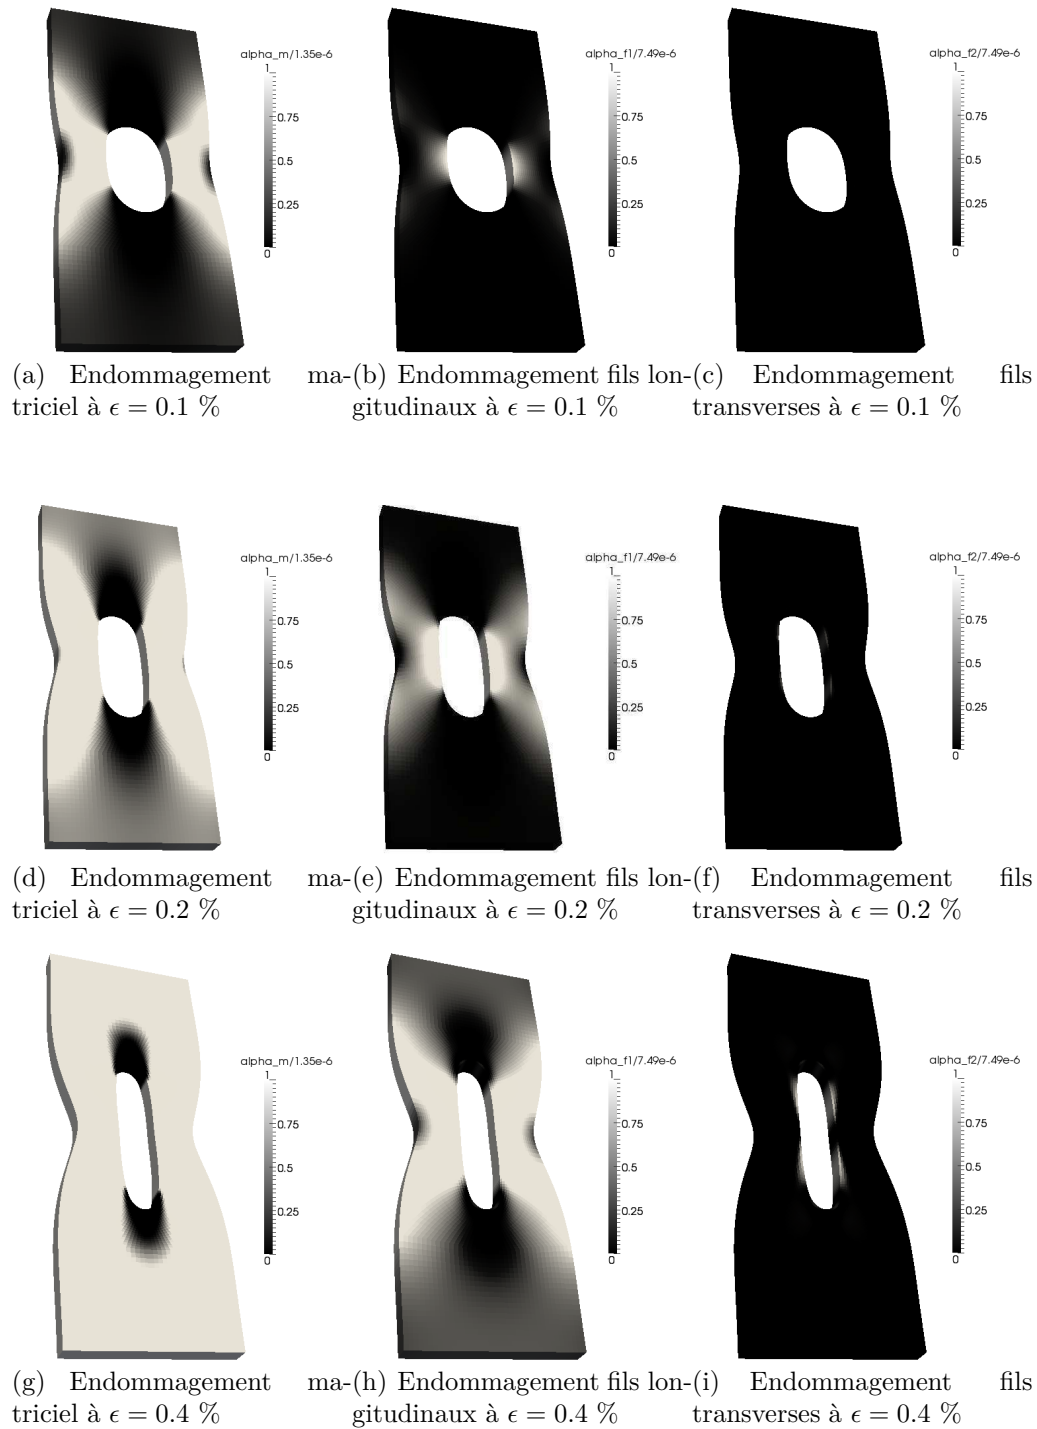 alpha_m/1.35e-6
1
0.75
0.5
0.25
0
alpha_f1/7.49e-6
1
0.75
0.5
0.25
0
alpha_f2/7.49e-6
1
0.75
0.5
0.25
0
(a) Endommagement ma-
triciel à ϵ = 0.1 %
(b) Endommagement fils lon-
gitudinaux à ϵ = 0.1 %
(c) Endommagement fils
transverses à ϵ = 0.1 %
alpha_m/1.35e-6
1
0.75
0.5
0.25
0
alpha_f1/7.49e-6
1
0.75
0.5
0.25
0
alpha_f2/7.49e-6
1
0.75
0.5
0.25
0
(d) Endommagement ma-
triciel à ϵ = 0.2 %
(e) Endommagement fils lon-
gitudinaux à ϵ = 0.2 %
(f) Endommagement fils
transverses à ϵ = 0.2 %
alpha_m/1.35e-6
1
0.75
0.5
0.25
0
alpha_f1/7.49e-6
1
0.75
0.5
0.25
0
alpha_f2/7.49e-6
1
0.75
0.5
0.25
0
(g) Endommagement ma-
triciel à ϵ = 0.4 %
(h) Endommagement fils lon-
gitudinaux à ϵ = 0.4 %
(i) Endommagement fils
transverses à ϵ = 0.4 %